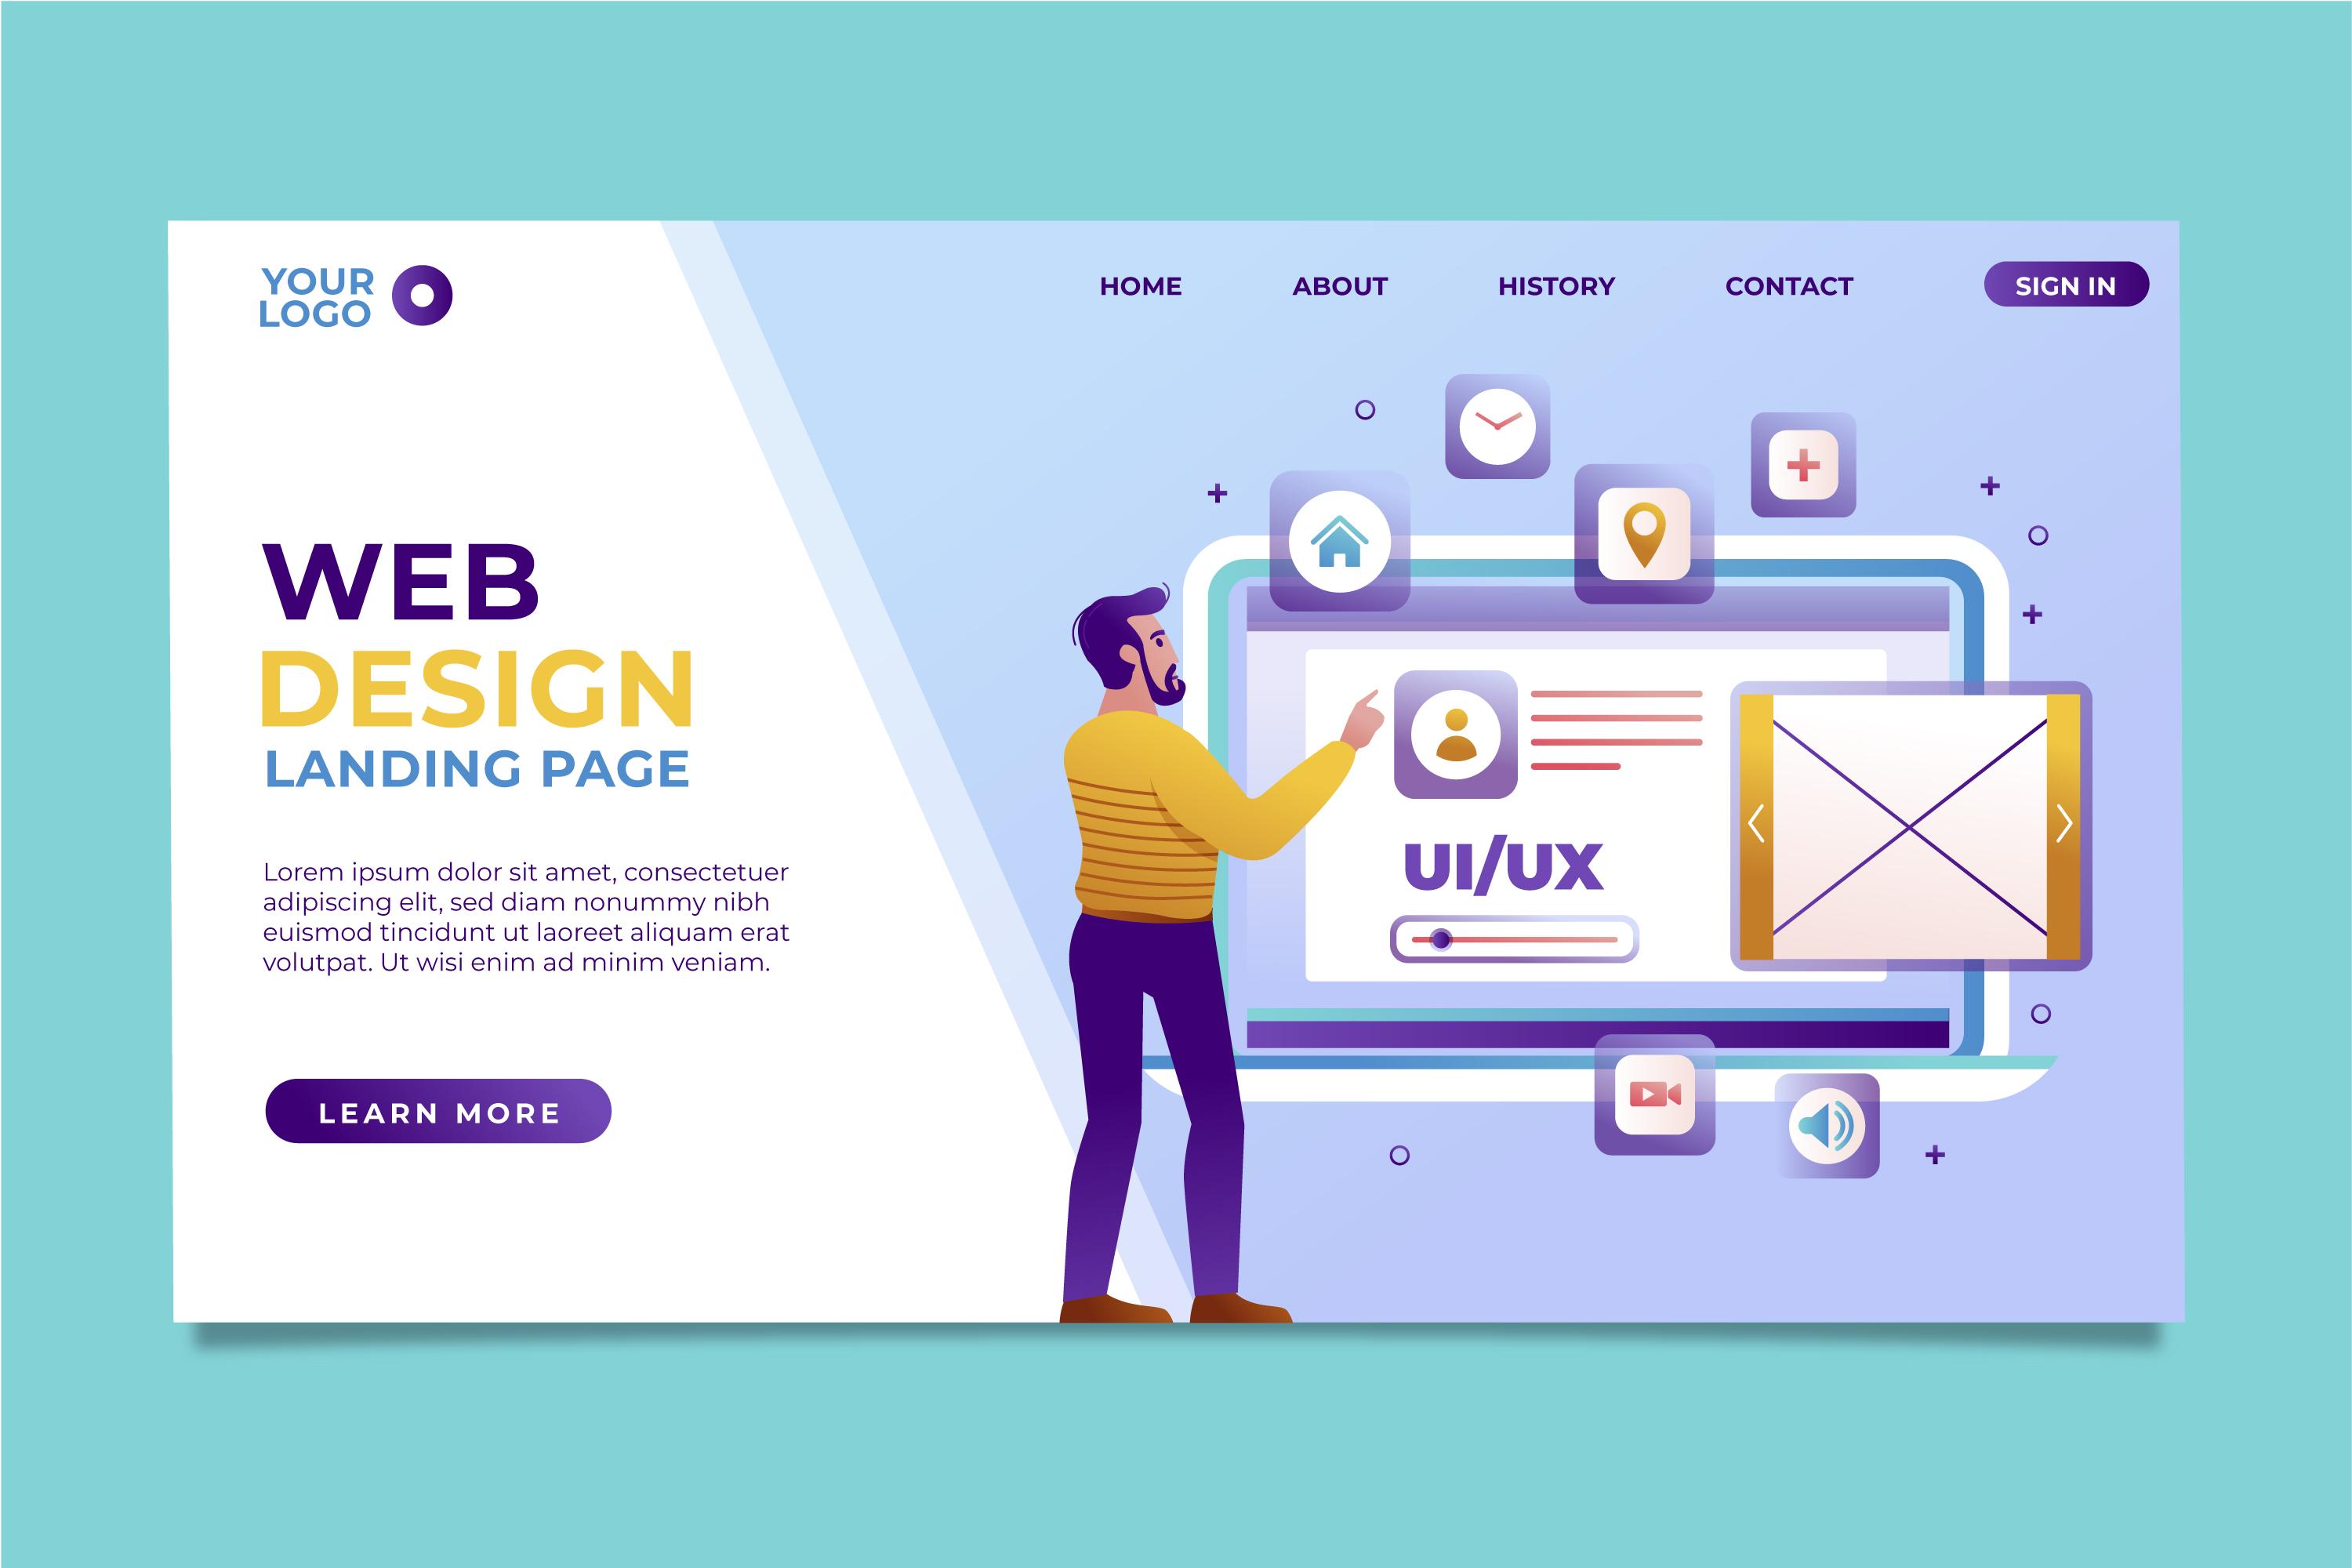 YOUR
LOGO
HOME
ABOUT
HISTORY
CONTACT
SIGN IN
WEB
DESIGN
LANDING PAGE
Lorem ipsum dolor sit amet, consectetuer
adipiscing elit, sed diam nonummy nibh
euismod tincidunt ut laoreet aliquam erat
volutpat. Ut wisi enim ad minim veniam.
LEARN MORE
UI/UX